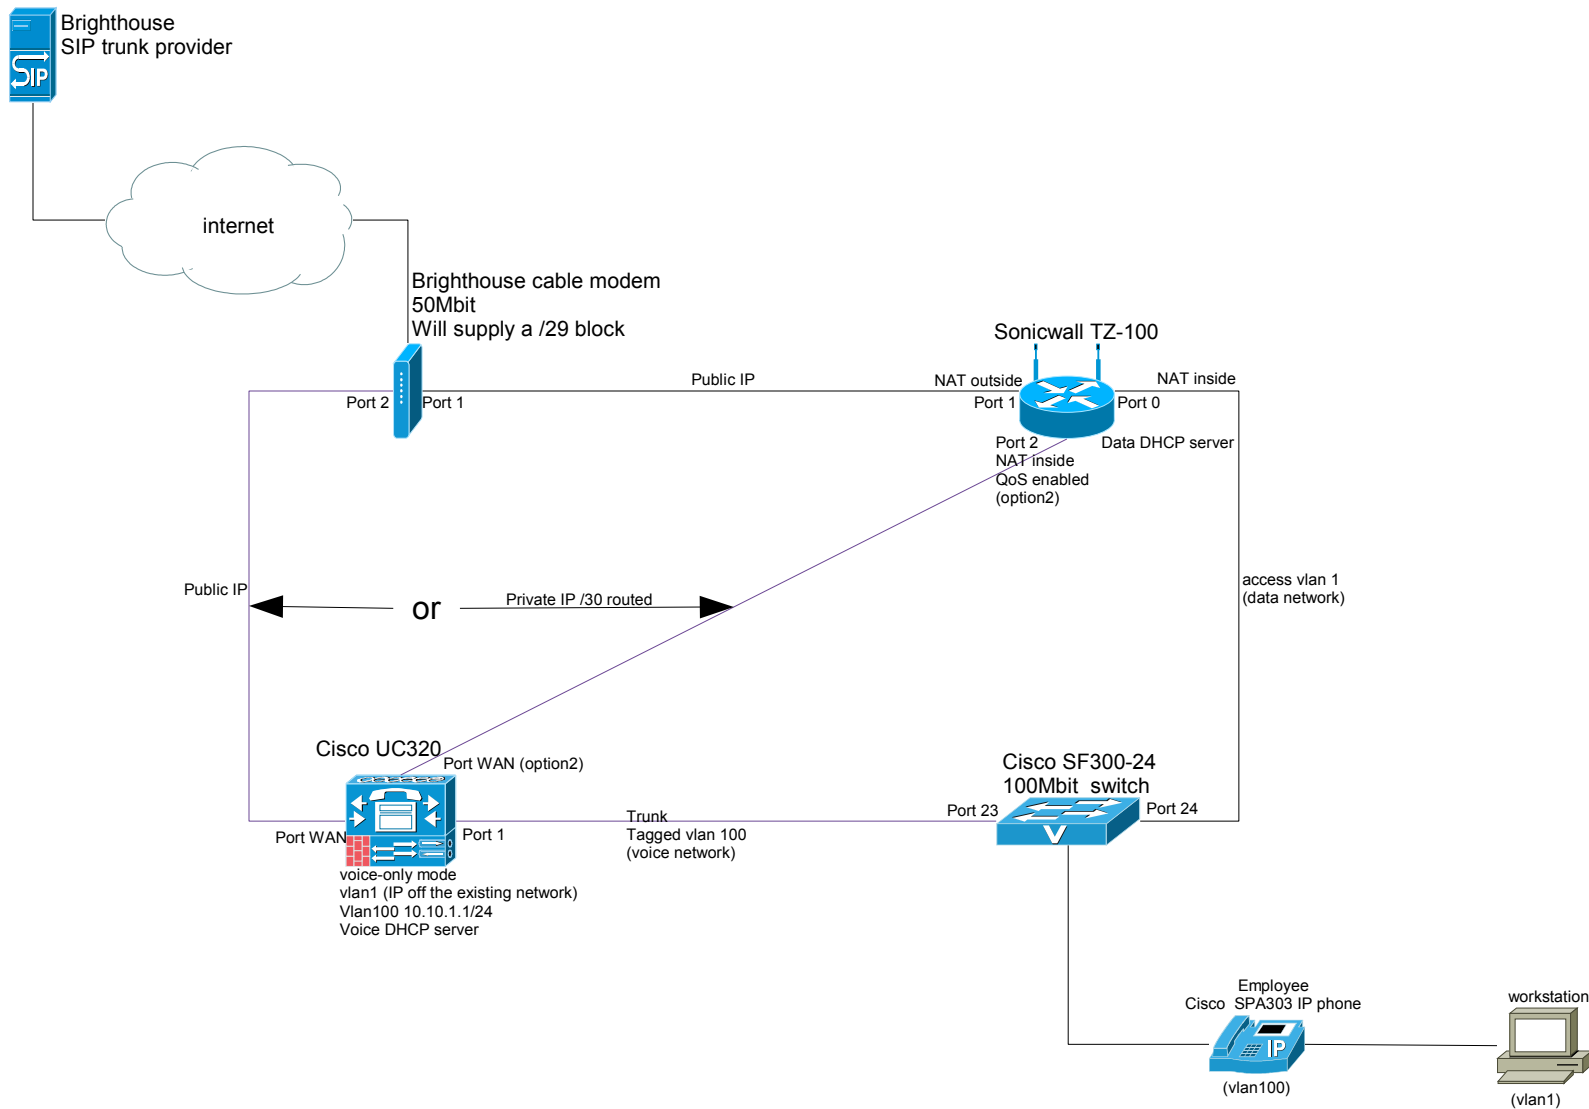 Brighthouse
SIP trunk provider
SIP
internet
Brighthouse cable modem
50Mbit
Will supply a /29 block
Sonicwall TZ-100
Public IP
NAT outside
NAT inside
Port 2
Port 1
Port 1
Port 0
Port 2
Data DHCP server
NAT inside
QoS enabled
(option2)
Public IP
or
Private IP /30 routed
access vlan 1
(data network)
Cisco UC320
Port WAN (option2)
Cisco SF300-24
100Mbit switch
Port WAN
Port 1
Trunk
Tagged vlan 100
(voice network)
Port 23
Port 24
V
voice-only mode
vlan1 (IP off the existing network)
Vlan100 10.10.1.1/24
Voice DHCP server
Employee
Cisco SPA303 IP phone
IP
(vlan100)
workstation
(vlan1)